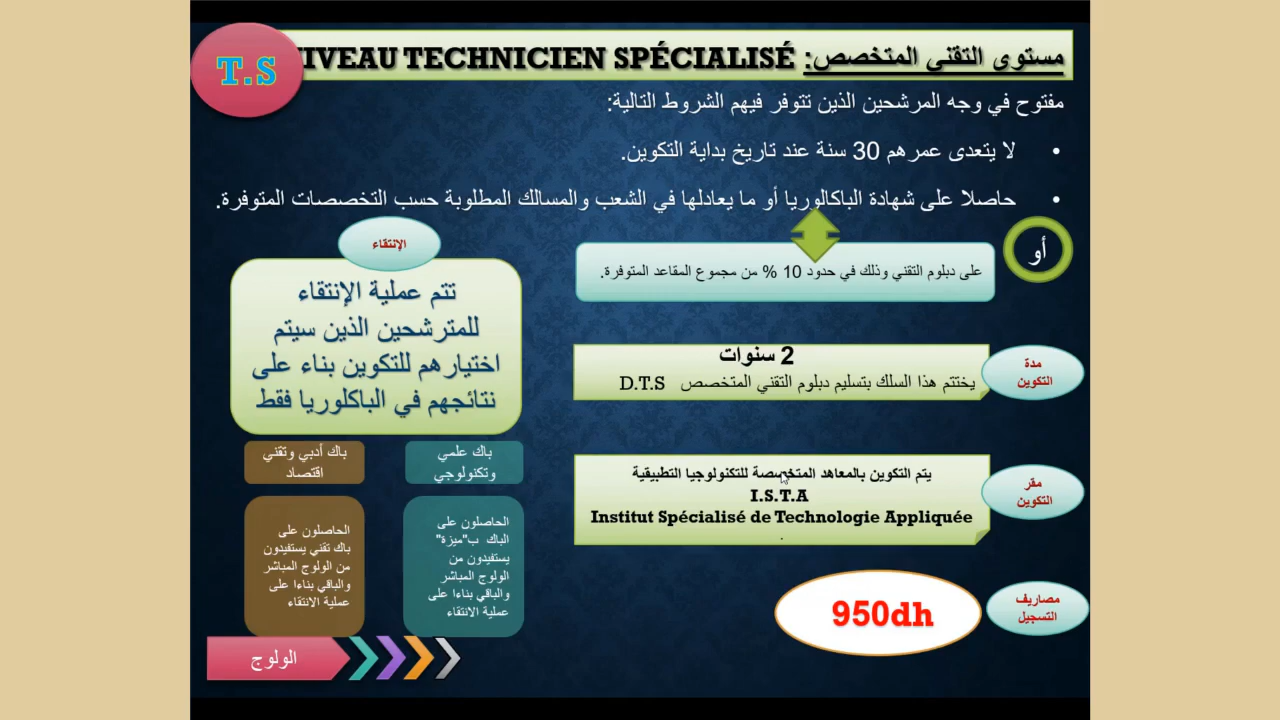 T.S
مستوى التقني المتخصص: NIVEAU TECHNICIEN SPÉCIALISÉ
مفتوح في وجه المرشحين الذين تتوفر فيهم الشروط التالية:
• لا يتعدى عمرهم 30 سنة عند تاريخ بداية التكوين.
• حاصلا على شهادة الباكالوريا أو ما يعادلها في الشعب والمسالك المطلوبة حسب التخصصات المتوفرة.
أو
على دبلوم التقني وذلك في حدود 10 % من مجموع المقاعد المتوفرة.
مدة
التكوين
2 سنوات
يختتم هذا السلك بتسليم دبلوم التقني المتخصص D.T.S
مقر
التكوين
يتم التكوين بالمعاهد المتخصصة للتكنولوجيا التطبيقية
I.S.T.A
Institut Spécialisé de Technologie Appliquée
.
مصاريف
التسجيل
950dh
الإنتقاء
تتم عملية الإنتقاء
للمترشحين الذين سيتم
اختيارهم للتكوين بناء على
نتائجهم في الباكلوريا فقط
باك علمي
وتكنولوجي
الحاصلون على
الباك ب"ميزة"
يستفيدون من
الولوج المباشر
والباقي بناءا على
عملية الانتقاء
باك أدبي وتقني
اقتصاد
الحاصلون على
باك تقني يستفيدون
من الولوج المباشر
والباقي بناءا على
عملية الانتقاء
الولوج